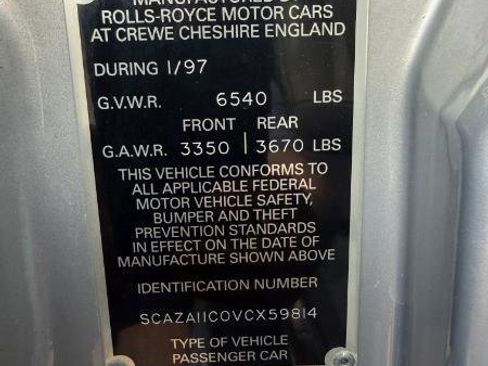 MANUFACTURED BY
ROLLS-ROYCE MOTOR CARS
AT CREWE CHESHIRE ENGLAND
DURING 1/97
G.V.W.R. 6540 LBS
FRONT REAR
G.A.W.R. 3350 3670 LBS
THIS VEHICLE CONFORMS TO
ALL APPLICABLE FEDERAL
MOTOR VEHICLE SAFETY,
BUMPER AND THEFT
PREVENTION STANDARDS
IN EFFECT ON THE DATE OF
MANUFACTURE SHOWN ABOVE
IDENTIFICATION NUMBER
SCAZA11C0VCX59814
TYPE OF VEHICLE
PASSENGER CAR